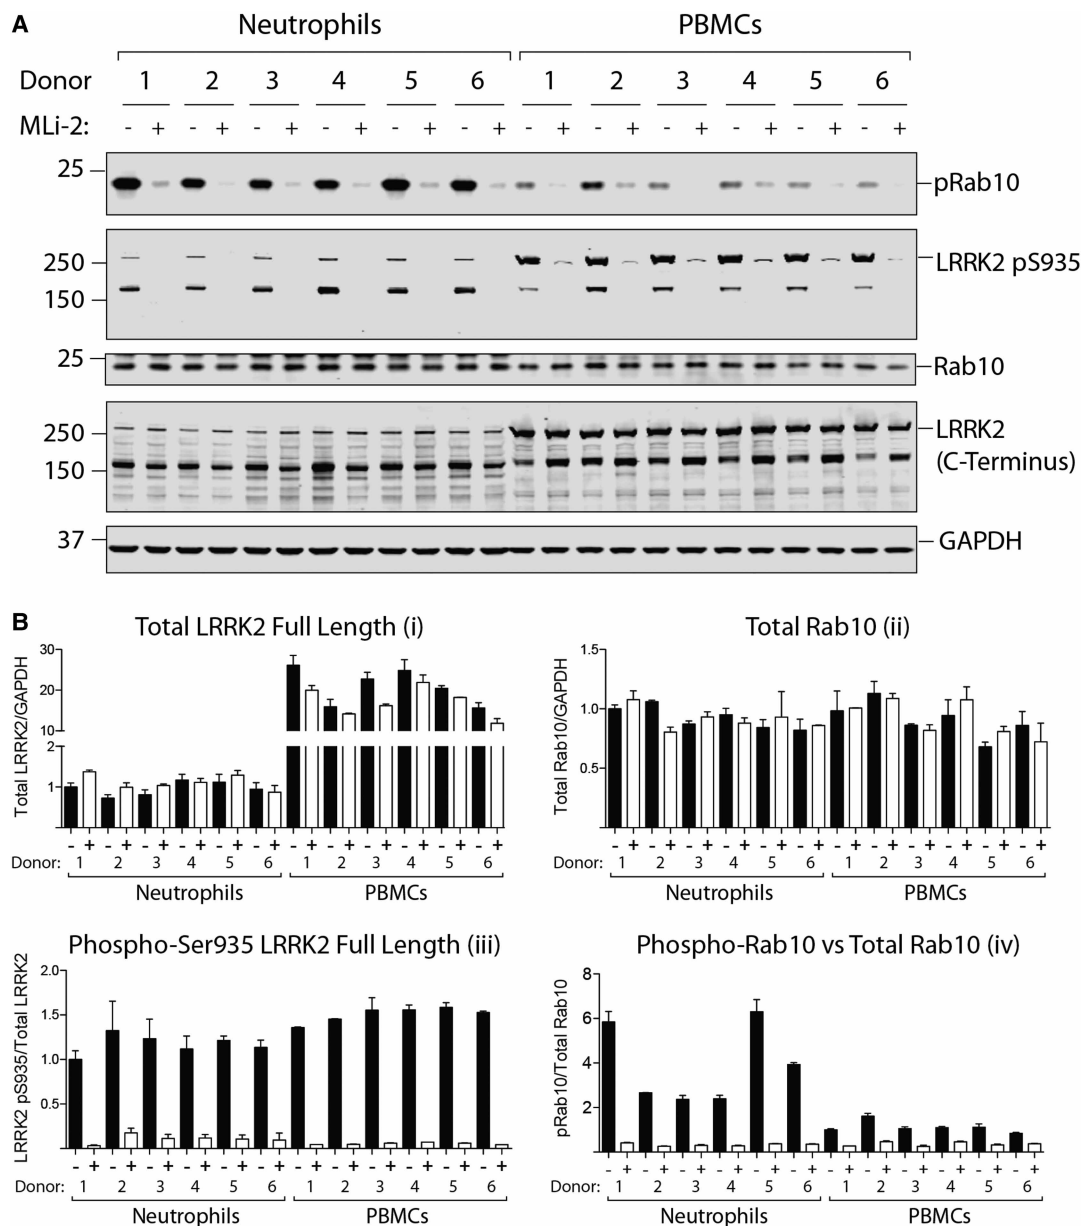 A
Neutrophils PBMCs
Donor 1 2 3 4 5 6 1 2 3 4 5 6
MLi-2: - + - + - + - + - + - + - + - + - + - + - + - +
25 pRab10
250 LRRK2 pS935
150
25 Rab10
250 LRRK2
150 (C-Terminus)
37 GAPDH
B
Total LRRK2 Full Length (i)
Total LRRK2/GAPDH
30
20
10
2
1
- + - + - + - + - + - + - + - + - + - + - + - +
Donor: 1 2 3 4 5 6 1 2 3 4 5 6
Neutrophils PBMCs
Total Rab10 (ii)
Total Rab10/GAPDH
1.5
1.0
0.5
- + - + - + - + - + - + - + - + - + - + - + - +
Donor: 1 2 3 4 5 6 1 2 3 4 5 6
Neutrophils PBMCs
Phospho-Ser935 LRRK2 Full Length (iii)
LRRK2 pS935/Total LRRK2
2.0
1.5
1.0
0.5
- + - + - + - + - + - + - + - + - + - + - + - +
Donor: 1 2 3 4 5 6 1 2 3 4 5 6
Neutrophils PBMCs
Phospho-Rab10 vs Total Rab10 (iv)
pRab10/Total Rab10
8
6
4
2
- + - + - + - + - + - + - + - + - + - + - + - +
Donor: 1 2 3 4 5 6 1 2 3 4 5 6
Neutrophils PBMCs